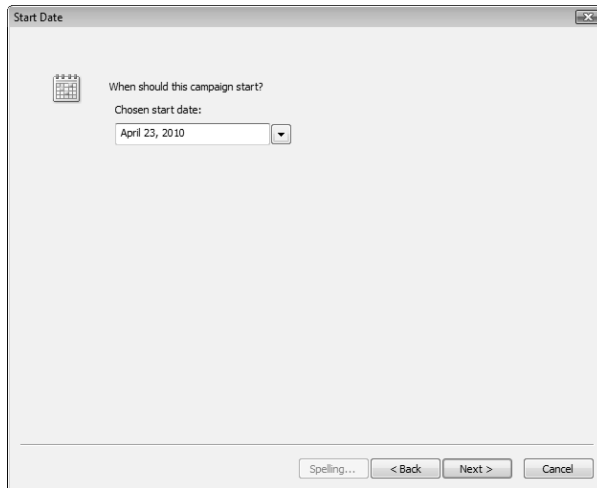 Start Date
When should this campaign start?
Chosen start date:
April 23, 2010
Spelling... < Back Next > Cancel